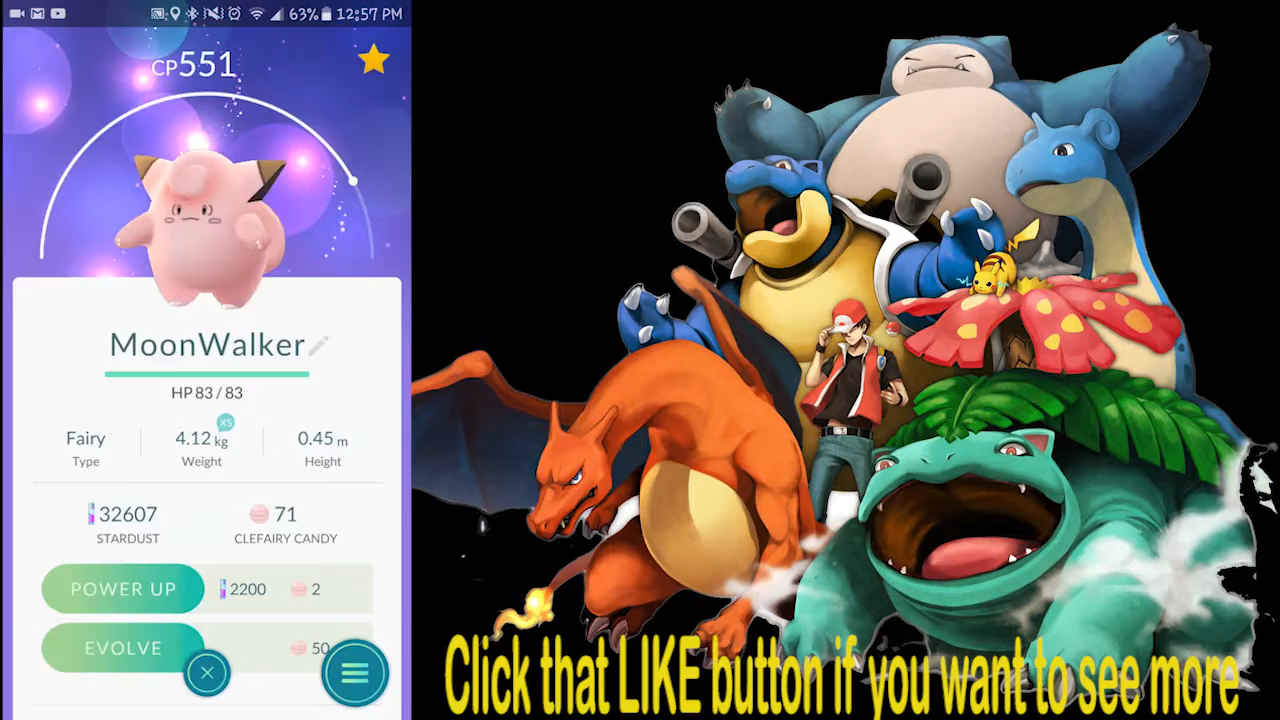 63% 12:57 PM
CP551
MoonWalker
HP 83 / 83
XS
Fairy 4.12 kg 0.45 m
Type Weight Height
32607 71
STARDUST CLEFAIRY CANDY
POWER UP 2200 2
EVOLVE 50
Click that LIKE button if you want to see more